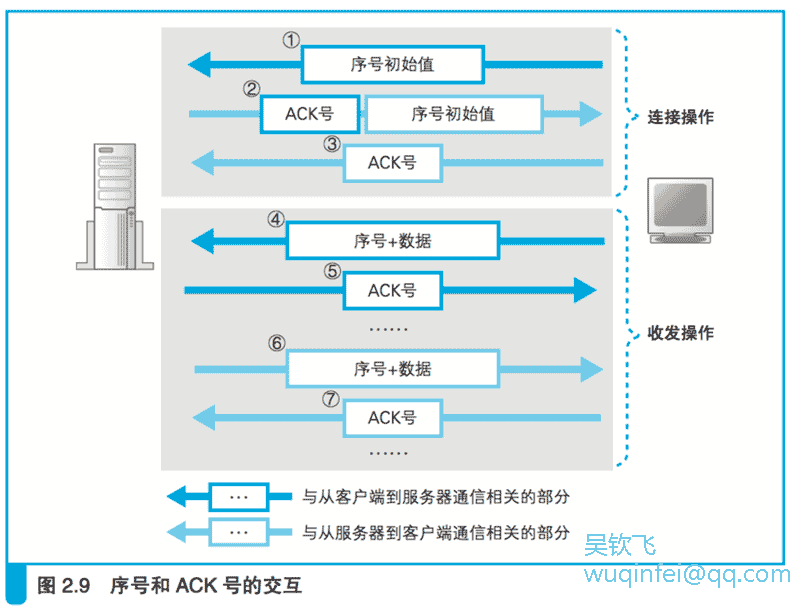 ①
序号初始值
②
ACK号
序号初始值
③
ACK号
连接操作
④
序号+数据
⑤
ACK号
……
⑥
序号+数据
⑦
ACK号
……
收发操作
… 与从客户端到服务器通信相关的部分
… 与从服务器到客户端通信相关的部分
图 2.9 序号和 ACK 号的交互
吴钦飞
wuqinfei@qq.com